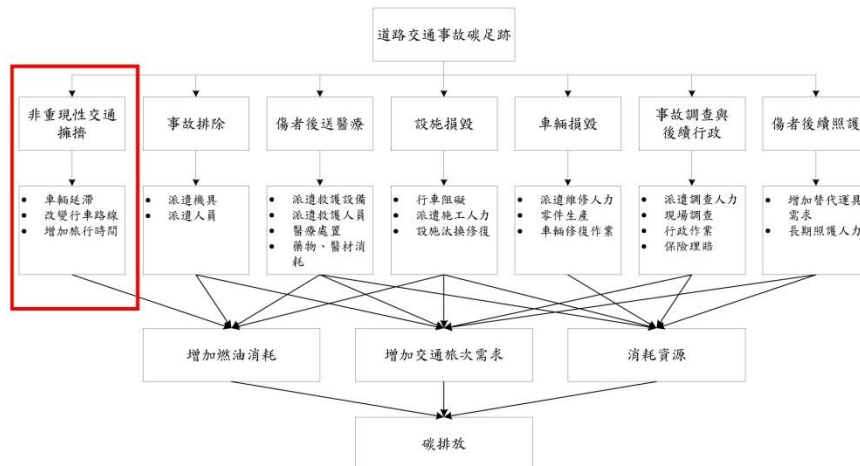 道路交通事故碳足跡
非重現性交通
擁擠
事故排除
傷者後送醫療
設施損毀
車輛損毀
事故調查與
後續行政
傷者後續照護
• 車輛延滯
• 改變行車路線
• 增加旅行時間
• 派遣機具
• 派遣人員
• 派遣救護設備
• 派遣救護人員
• 醫療處置
• 藥物、醫材消
耗
• 行車阻礙
• 派遣施工人力
• 設施汰換修復
• 派遣維修人力
• 零件生產
• 車輛修復作業
• 派遣調查人力
• 現場調查
• 行政作業
• 保險理賠
• 增加替代運具
需求
• 長期照護人力
增加燃油消耗
增加交通旅次需求
消耗資源
碳排放